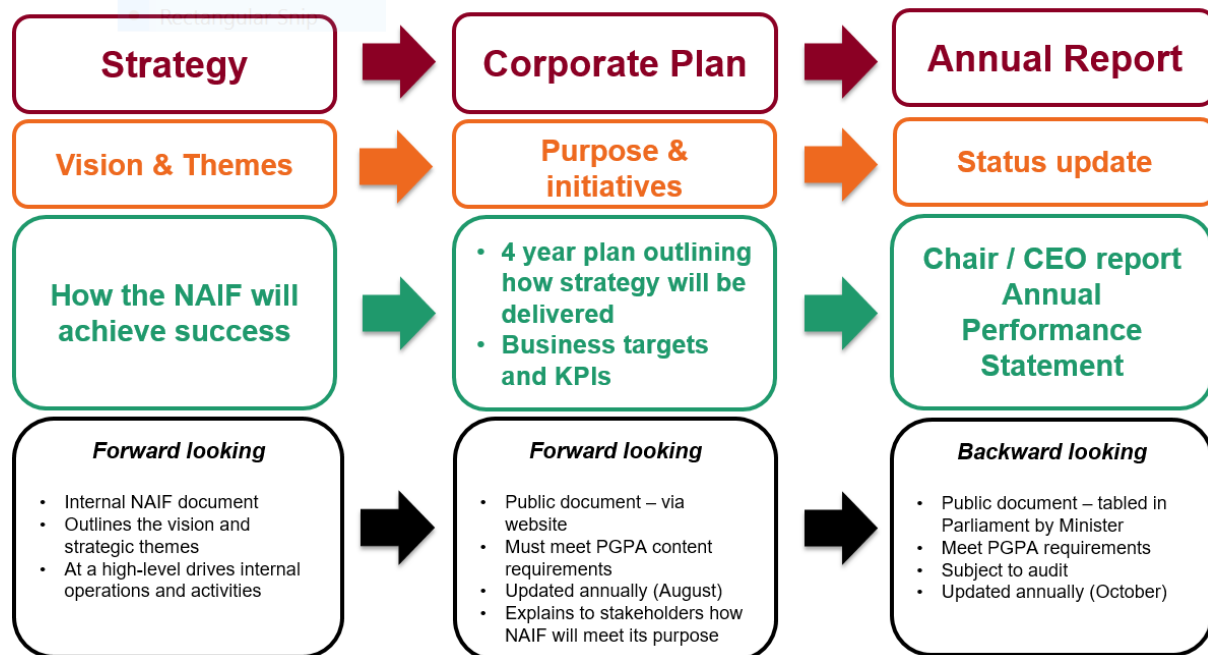 Rectangular Snip
Strategy
Corporate Plan
Annual Report
Vision & Themes
Purpose &
initiatives
Status update
How the NAIF will
achieve success
• 4 year plan outlining
how strategy will be
delivered
• Business targets
and KPIs
Chair / CEO report
Annual
Performance
Statement
Forward looking
• Internal NAIF document
• Outlines the vision and
strategic themes
• At a high-level drives internal
operations and activities
Forward looking
• Public document – via
website
• Must meet PGPA content
requirements
• Updated annually (August)
• Explains to stakeholders how
NAIF will meet its purpose
Backward looking
• Public document – tabled in
Parliament by Minister
• Meet PGPA requirements
• Subject to audit
• Updated annually (October)